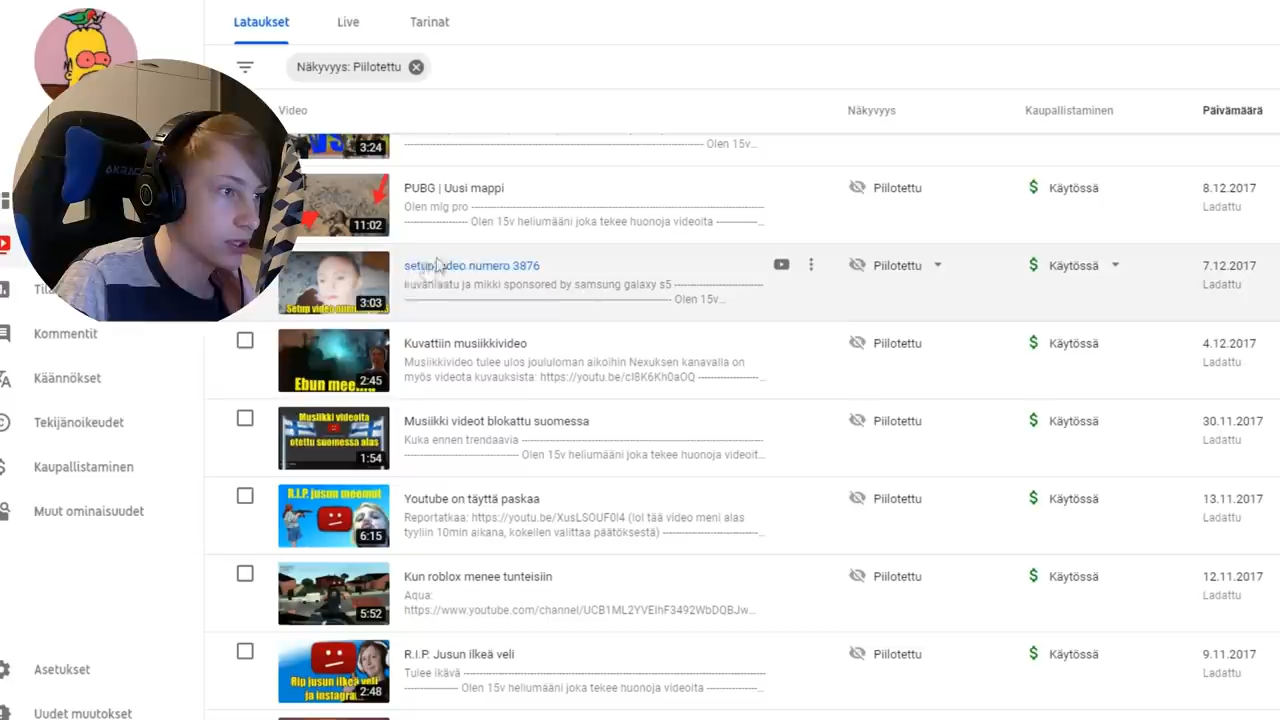 Lataukset Live Tarinat
Näkyvyys: Piilotettu
Video Näkyvyys Kaupallistaminen Päivämäärä
3:24
Olen 15v...
PUBG | Uusi mappi Piilotettu $ Käytössä 8.12.2017
Olen mlg pro Ladattu
Olen 15v heliumääni joka tekee huonoja videoita
11:02
setup video numero 3876 Piilotettu $ Käytössä 7.12.2017
kuvanlaatu ja mikki sponsored by samsung galaxy s5 Ladattu
Olen 15v...
3:03
Kommentit
Kuvattiin musiikkivideo Piilotettu $ Käytössä 4.12.2017
Musiikkivideo tulee ulos joululoman aikoihin Nexuksen kanavalla on Ladattu
myös videota kuvauksista: https://youtu.be/cI8K6Kh0aOQ
Ebun mee....
2:45
Käännökset
Tekijänoikeudet
Musiikki videoita
otettu suomessa alas
1:54
Musiikki videot blokattu suomessa Piilotettu $ Käytössä 30.11.2017
Kuka ennen trendaavia Ladattu
Olen 15v heliumääni joka tekee huonoja videoit...
Kaupallistaminen
Muut ominaisuudet
R.I.P. jusun meemut
6:15
Youtube on täyttä paskaa Piilotettu $ Käytössä 13.11.2017
Reportatkaa: https://youtu.be/XusLSOUF0l4 (lol tää video meni alas Ladattu
tyyliin 10min aikana, kokeilen valittaa päätöksestä)
5:52
Kun roblox menee tunteisiin Piilotettu $ Käytössä 12.11.2017
Aqua: Ladattu
https://www.youtube.com/channel/UCB1ML2YVElhF3492WbDQBJw...
Asetukset
Rip jusun ilkeä veli
ja instagra...
2:48
R.I.P. Jusun ilkeä veli Piilotettu $ Käytössä 9.11.2017
Tulee ikävä Ladattu
Olen 15v heliumääni joka tekee huonoja videoita
Uudet muutokset